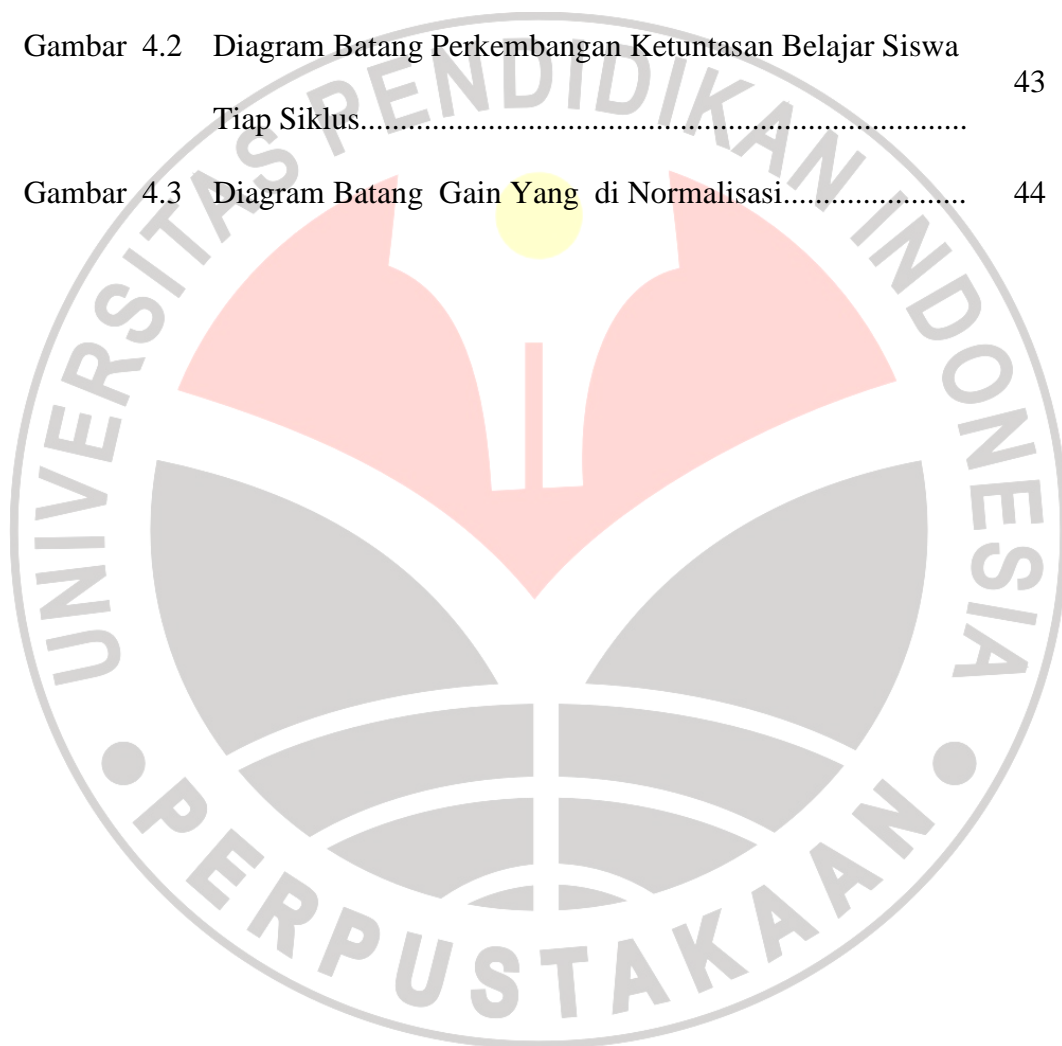 Gambar 4.2 Diagram Batang Perkembangan Ketuntasan Belajar Siswa
Tiap Siklus............................................................................ 43
Gambar 4.3 Diagram Batang Gain Yang di Normalisasi....................... 44
UNIVERSITAS PENDIDIKAN INDONESIA
PERPUSTAKAAN